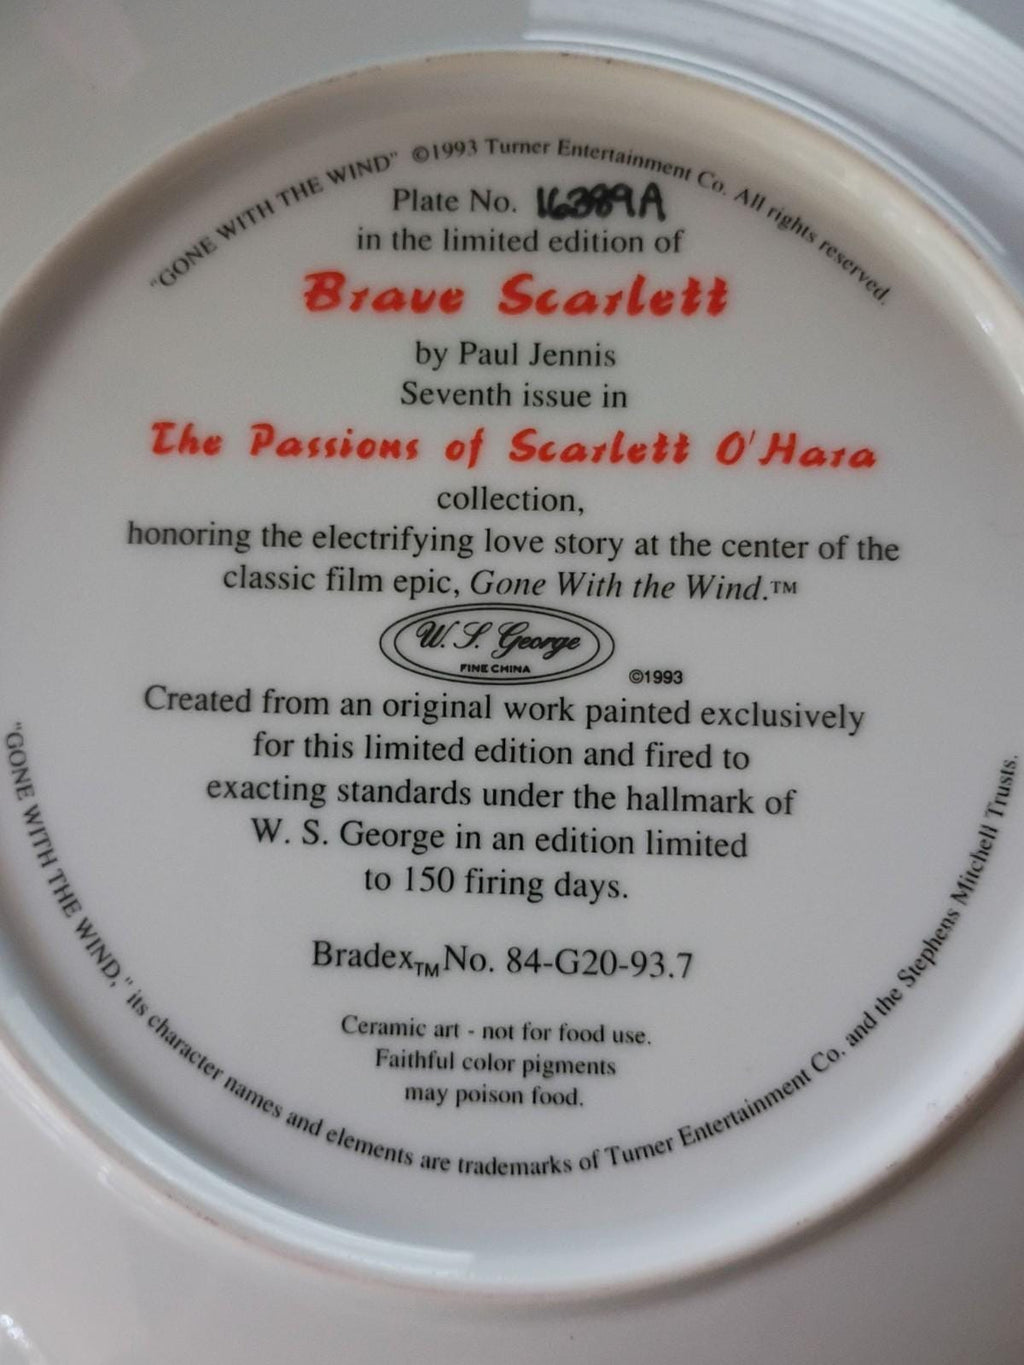 "GONE WITH THE WIND" ©1993 Turner Entertainment Co. All rights reserved.
Plate No. 16389A
in the limited edition of
Brave Scarlett
by Paul Jennis
Seventh issue in
The Passions of Scarlett O'Hara
collection,
honoring the electrifying love story at the center of the
classic film epic, Gone With the Wind.™
W. S. George
FINE CHINA
©1993
Created from an original work painted exclusively
for this limited edition and fired to
exacting standards under the hallmark of
W. S. George in an edition limited
to 150 firing days.
Bradex™ No. 84-G20-93.7
Ceramic art - not for food use.
Faithful color pigments
may poison food.
"GONE WITH THE WIND," its character names and elements are trademarks of Turner Entertainment Co. and the Stephens Mitchell Trusts.